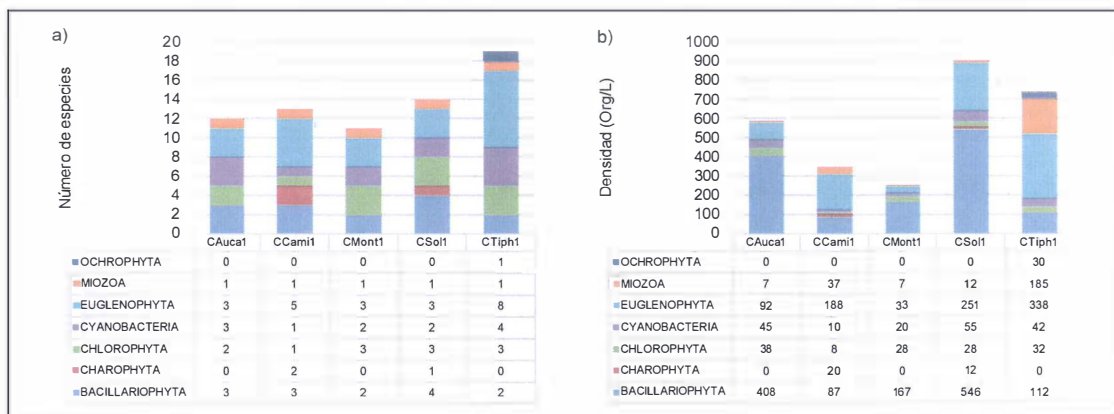 a)
Número de especies
20
18
16
14
12
10
8
6
4
2
0
CAuca1 CCami1 CMont1 CSol1 CTiph1
OCHROPHYTA 0 0 0 0 1
MIOZOA 1 1 1 1 1
EUGLENOPHYTA 3 5 3 3 8
CYANOBACTERIA 3 1 2 2 4
CHLOROPHYTA 2 1 3 3 3
CHAROPHYTA 0 2 0 1 0
BACILLARIOPHYTA 3 3 2 4 2
b)
Densidad (Org/L)
1000
900
800
700
600
500
400
300
200
100
0
CAuca1 CCami1 CMont1 CSol1 CTiph1
OCHROPHYTA 0 0 0 0 30
MIOZOA 7 37 7 12 185
EUGLENOPHYTA 92 188 33 251 338
CYANOBACTERIA 45 10 20 55 42
CHLOROPHYTA 38 8 28 28 32
CHAROPHYTA 0 20 0 12 0
BACILLARIOPHYTA 408 87 167 546 112